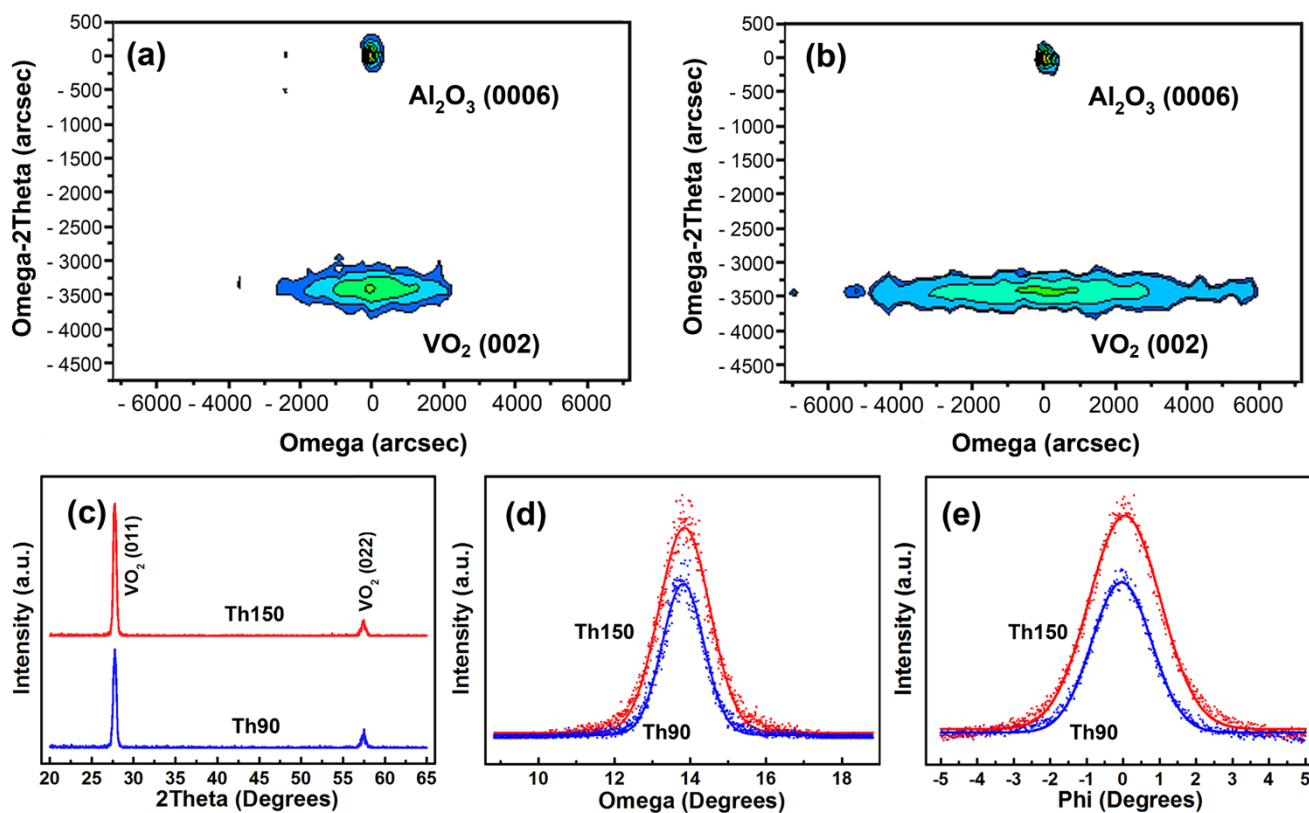 500
0
- 500
- 1000
- 1500
- 2000
- 2500
- 3000
- 3500
- 4000
- 4500
Omega-2Theta (arcsec)
(a)
Al₂O₃ (0006)
VO₂ (002)
- 6000 - 4000 - 2000 0 2000 4000 6000
Omega (arcsec)
500
0
- 500
- 1000
- 1500
- 2000
- 2500
- 3000
- 3500
- 4000
- 4500
Omega-2Theta (arcsec)
(b)
Al₂O₃ (0006)
VO₂ (002)
- 6000 - 4000 - 2000 0 2000 4000 6000
Omega (arcsec)
Intensity (a.u.)
(c)
VO₂ (011)
VO₂ (022)
Th150
Th90
20 25 30 35 40 45 50 55 60 65
2Theta (Degrees)
Intensity (a.u.)
(d)
Th150
Th90
10 12 14 16 18
Omega (Degrees)
Intensity (a.u.)
(e)
Th150
Th90
-5 -4 -3 -2 -1 0 1 2 3 4 5
Phi (Degrees)